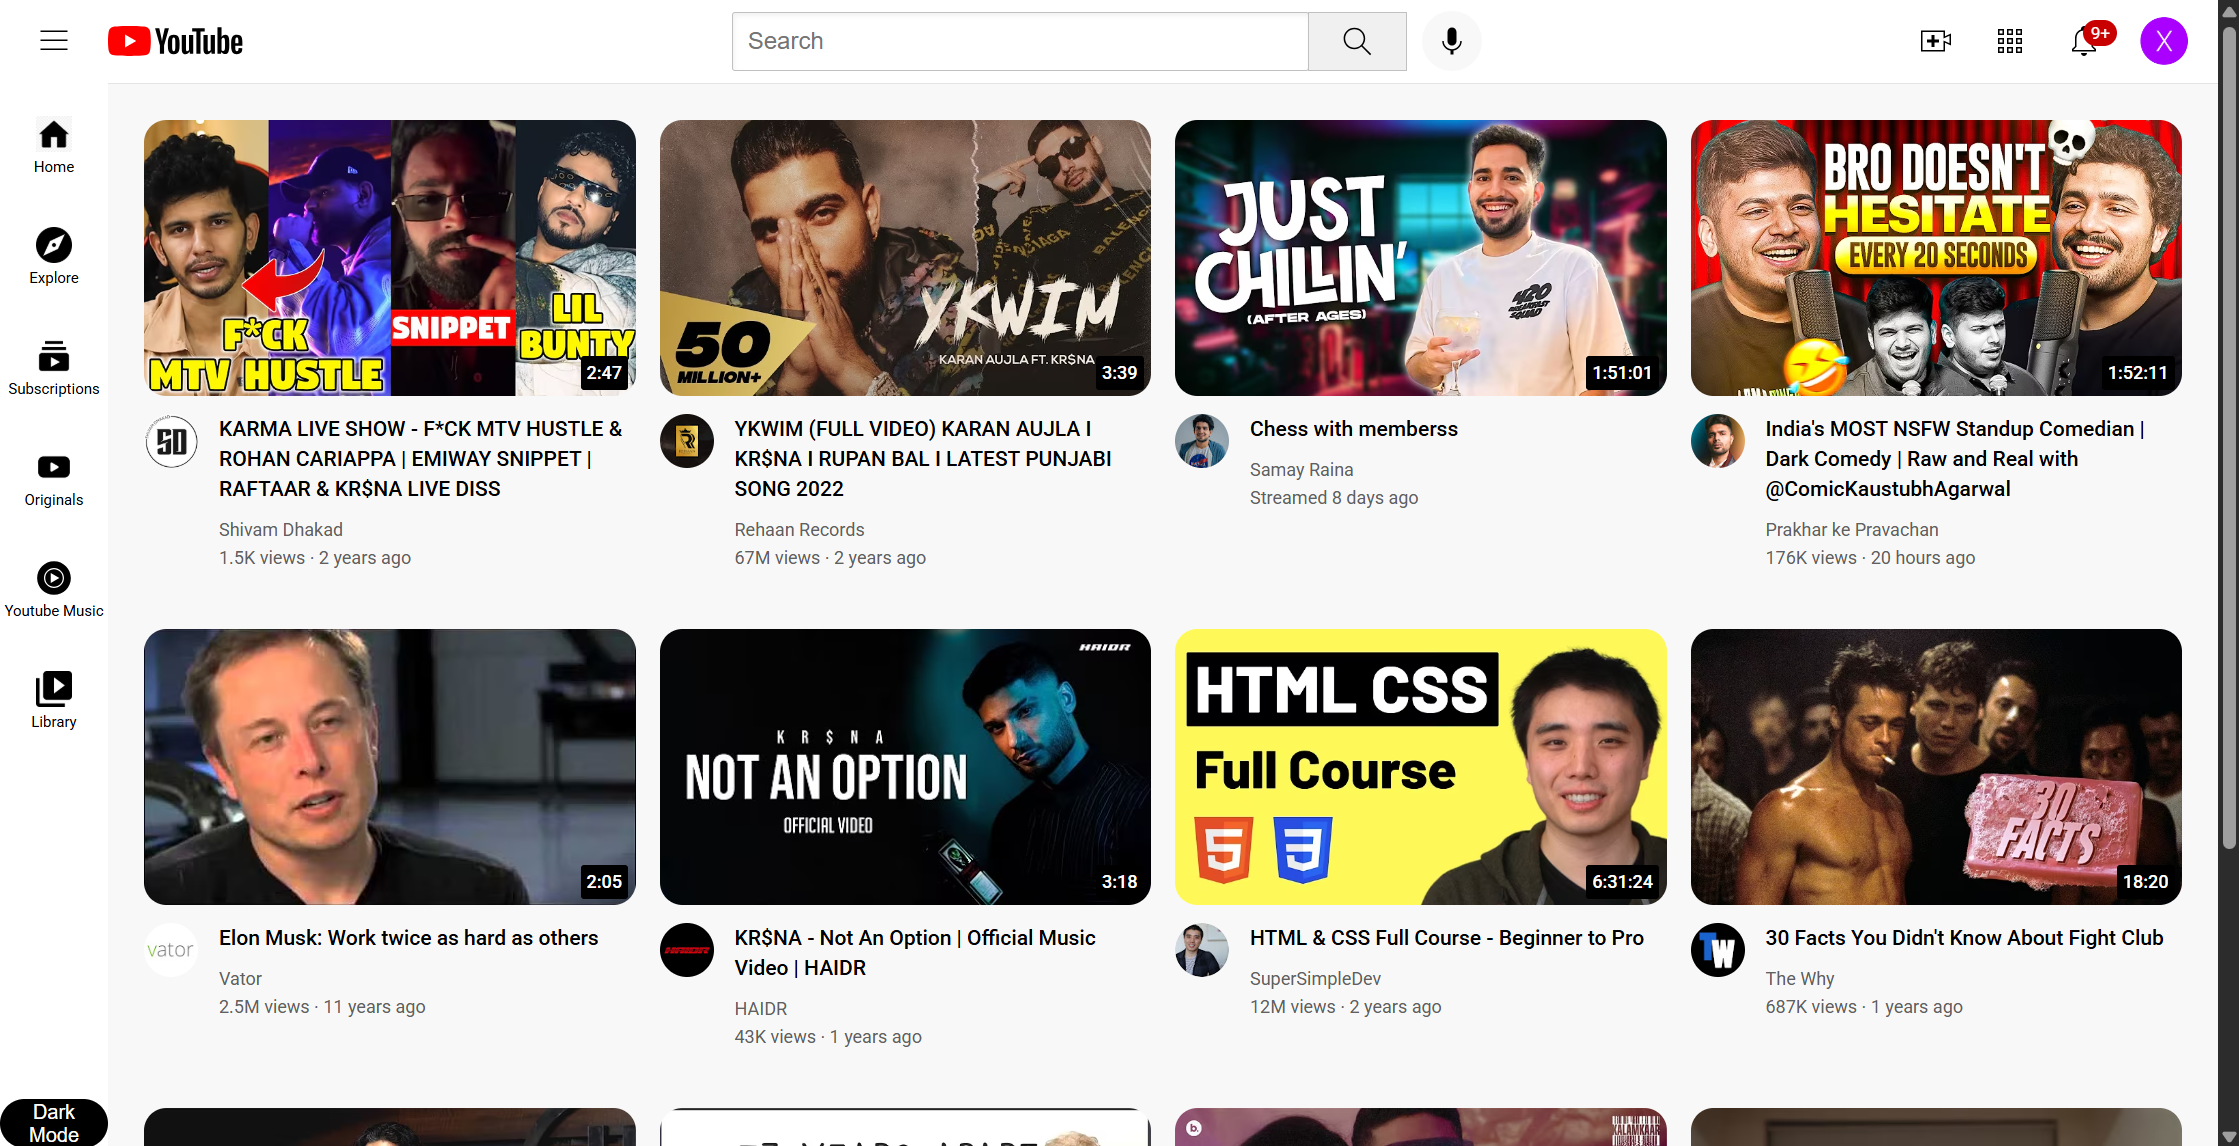 YouTube
Search
9+
X
Home
Explore
Subscriptions
Originals
Youtube Music
Library
Dark
Mode
F*CK
MTV HUSTLE
SNIPPET
LIL
BUNTY
2:47
KARMA LIVE SHOW - F*CK MTV HUSTLE &
ROHAN CARIAPPA | EMIWAY SNIPPET |
RAFTAAR & KR$NA LIVE DISS
Shivam Dhakad
1.5K views · 2 years ago
50
MILLION+
YKWIM
KARAN AUJLA FT. KR$NA
3:39
YKWIM (FULL VIDEO) KARAN AUJLA I
KR$NA I RUPAN BAL I LATEST PUNJABI
SONG 2022
Rehaan Records
67M views · 2 years ago
JUST
CHILLIN'
(AFTER AGES)
420
BREAKFAST
SQUAD
1:51:01
Chess with memberss
Samay Raina
Streamed 8 days ago
BRO DOESN'T
HESITATE
EVERY 20 SECONDS
1:52:11
India's MOST NSFW Standup Comedian |
Dark Comedy | Raw and Real with
@ComicKaustubhAgarwal
Prakhar ke Pravachan
176K views · 20 hours ago
2:05
vator
Elon Musk: Work twice as hard as others
Vator
2.5M views · 11 years ago
HAIDR
KR$NA
NOT AN OPTION
OFFICIAL VIDEO
3:18
HAIDR
KR$NA - Not An Option | Official Music
Video | HAIDR
HAIDR
43K views · 1 years ago
HTML CSS
Full Course
5
3
6:31:24
HTML & CSS Full Course - Beginner to Pro
SuperSimpleDev
12M views · 2 years ago
30
FACTS
18:20
TW
30 Facts You Didn't Know About Fight Club
The Why
687K views · 1 years ago
b.
KALAMKAAR